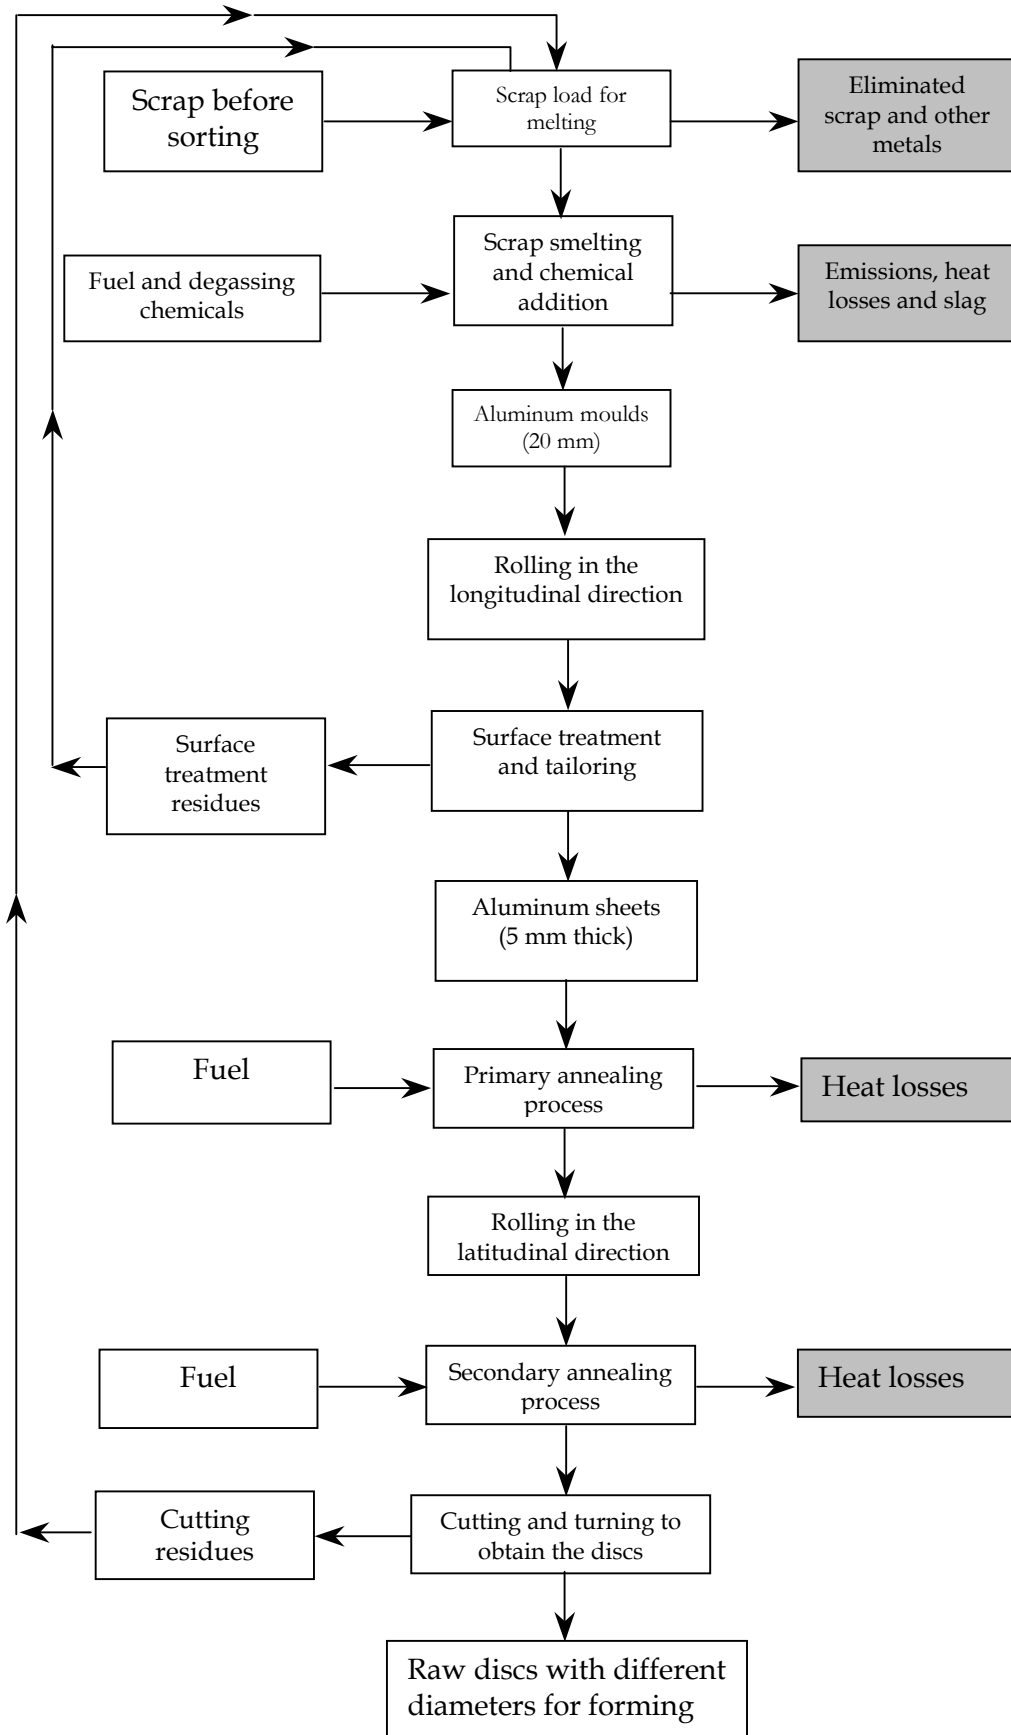 Scrap before
sorting
Scrap load for
melting
Eliminated
scrap and other
metals
Fuel and degassing
chemicals
Scrap smelting
and chemical
addition
Emissions, heat
losses and slag
Aluminum moulds
(20 mm)
Rolling in the
longitudinal direction
Surface
treatment
residues
Surface treatment
and tailoring
Aluminum sheets
(5 mm thick)
Fuel
Primary annealing
process
Heat losses
Rolling in the
latitudinal direction
Fuel
Secondary annealing
process
Heat losses
Cutting
residues
Cutting and turning to
obtain the discs
Raw discs with different
diameters for forming